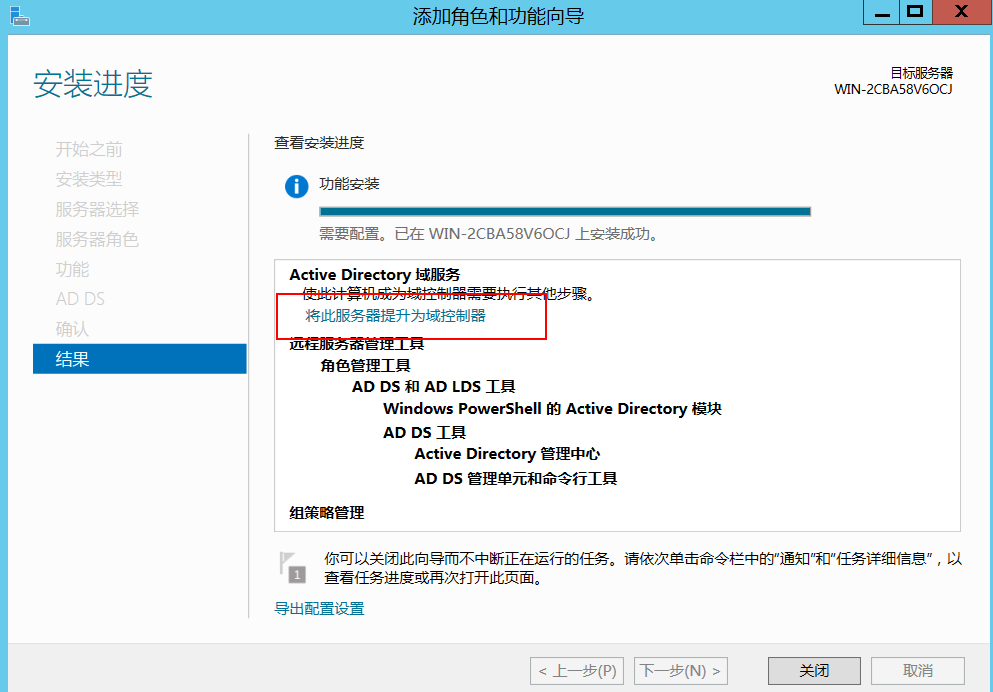 添加角色和功能向导
安装进度
目标服务器
WIN-2CBA58V6OCJ
开始之前
安装类型
服务器选择
服务器角色
功能
AD DS
确认
结果
查看安装进度
功能安装
需要配置。已在 WIN-2CBA58V6OCJ 上安装成功。
Active Directory 域服务
使此计算机成为域控制器需要执行其他步骤。
将此服务器提升为域控制器
远程服务器管理工具
角色管理工具
AD DS 和 AD LDS 工具
Windows PowerShell 的 Active Directory 模块
AD DS 工具
Active Directory 管理中心
AD DS 管理单元和命令行工具
组策略管理
1
你可以关闭此向导而不中断正在运行的任务。请依次单击命令栏中的“通知”和“任务详细信息”，以
查看任务进度或再次打开此页面。
导出配置设置
< 上一步(P)
下一步(N) >
关闭
取消